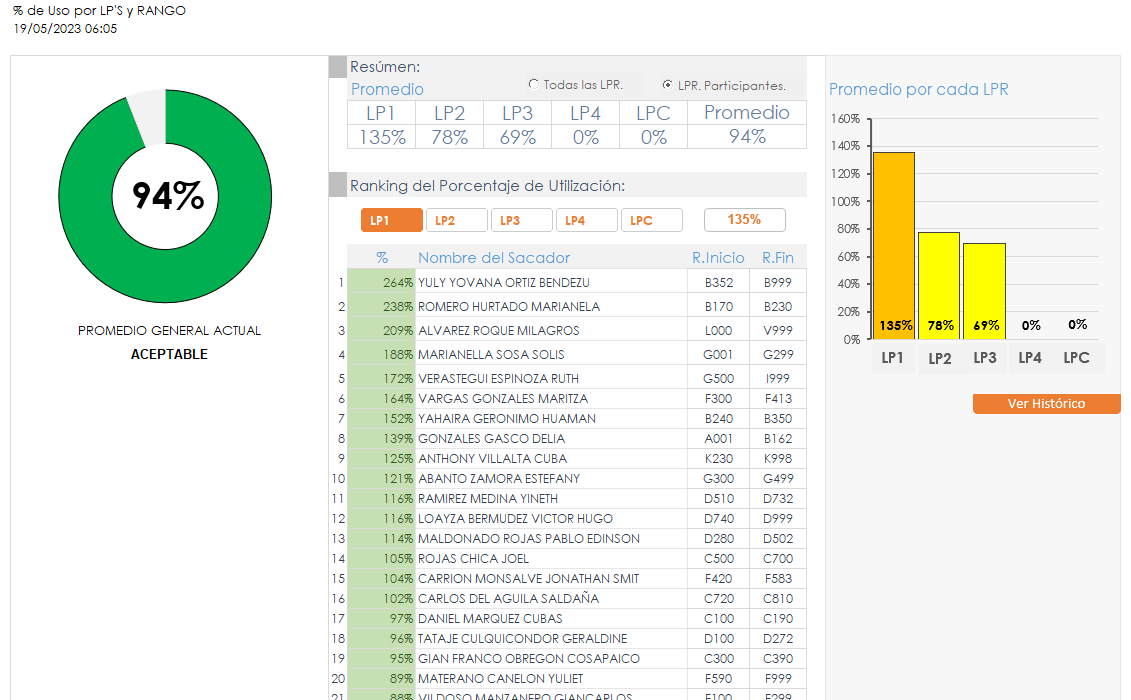 % de Uso por LP'S y RANGO
19/05/2023 06:05
94%
PROMEDIO GENERAL ACTUAL
ACEPTABLE
Resúmen:
Promedio
Todas las LPR.
LPR. Participantes.
LP1 LP2 LP3 LP4 LPC Promedio
135% 78% 69% 0% 0% 94%
Ranking del Porcentaje de Utilización:
LP1 LP2 LP3 LP4 LPC 135%
% Nombre del Sacador R.Inicio R.Fin
1 264% YULY YOVANA ORTIZ BENDEZU B352 B999
2 238% ROMERO HURTADO MARIANELA B170 B230
3 209% ALVAREZ ROQUE MILAGROS L000 V999
4 188% MARIANELLA SOSA SOLIS G001 G299
5 172% VERASTEGUI ESPINOZA RUTH G500 I999
6 164% VARGAS GONZALES MARITZA F300 F413
7 152% YAHAIRA GERONIMO HUAMAN B240 B350
8 139% GONZALES GASCO DELIA A001 B162
9 125% ANTHONY VILLALTA CUBA K230 K998
10 121% ABANTO ZAMORA ESTEFANY G300 G499
11 116% RAMIREZ MEDINA YINETH D510 D732
12 116% LOAYZA BERMUDEZ VICTOR HUGO D740 D999
13 114% MALDONADO ROJAS PABLO EDINSON D280 D502
14 105% ROJAS CHICA JOEL C500 C700
15 104% CARRION MONSALVE JONATHAN SMIT F420 F583
16 102% CARLOS DEL AGUILA SALDAÑA C720 C810
17 97% DANIEL MARQUEZ CUBAS C100 C190
18 96% TATAJE CULQUICONDOR GERALDINE D100 D272
19 95% GIAN FRANCO OBREGON COSAPAICO C300 C390
20 89% MATERANO CANELON YULIET F590 F999
21 88% VILDOSO MANZANERO GIANCARLOS E100 E299
Promedio por cada LPR
160%
140%
120%
100%
80%
60%
40%
20%
0%
135% 78% 69% 0% 0%
LP1 LP2 LP3 LP4 LPC
Ver Histórico